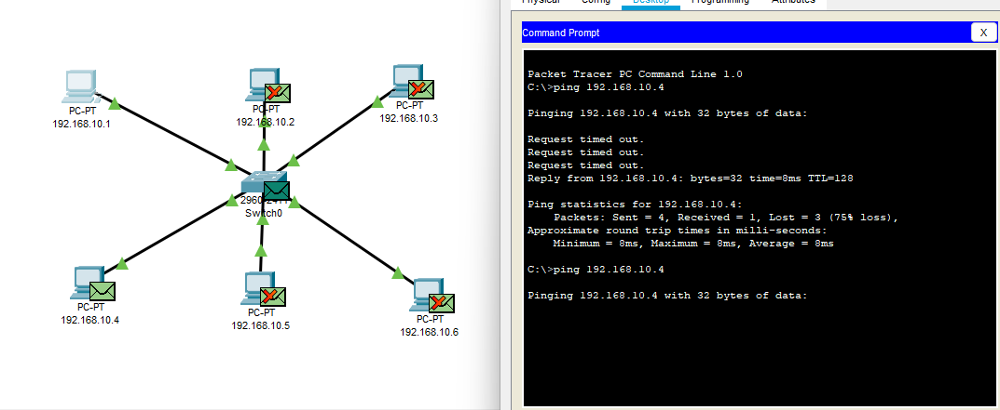 Physical Config Desktop Programming Attributes
Command Prompt
X
PC-PT
192.168.10.1
PC-PT
192.168.10.2
PC-PT
192.168.10.3
Switch0
PC-PT
192.168.10.4
PC-PT
192.168.10.5
PC-PT
192.168.10.6
Packet Tracer PC Command Line 1.0
C:\>ping 192.168.10.4
Pinging 192.168.10.4 with 32 bytes of data:
Request timed out.
Request timed out.
Request timed out.
Reply from 192.168.10.4: bytes=32 time=8ms TTL=128
Ping statistics for 192.168.10.4:
Packets: Sent = 4, Received = 1, Lost = 3 (75% loss),
Approximate round trip times in milli-seconds:
Minimum = 8ms, Maximum = 8ms, Average = 8ms
C:\>ping 192.168.10.4
Pinging 192.168.10.4 with 32 bytes of data: